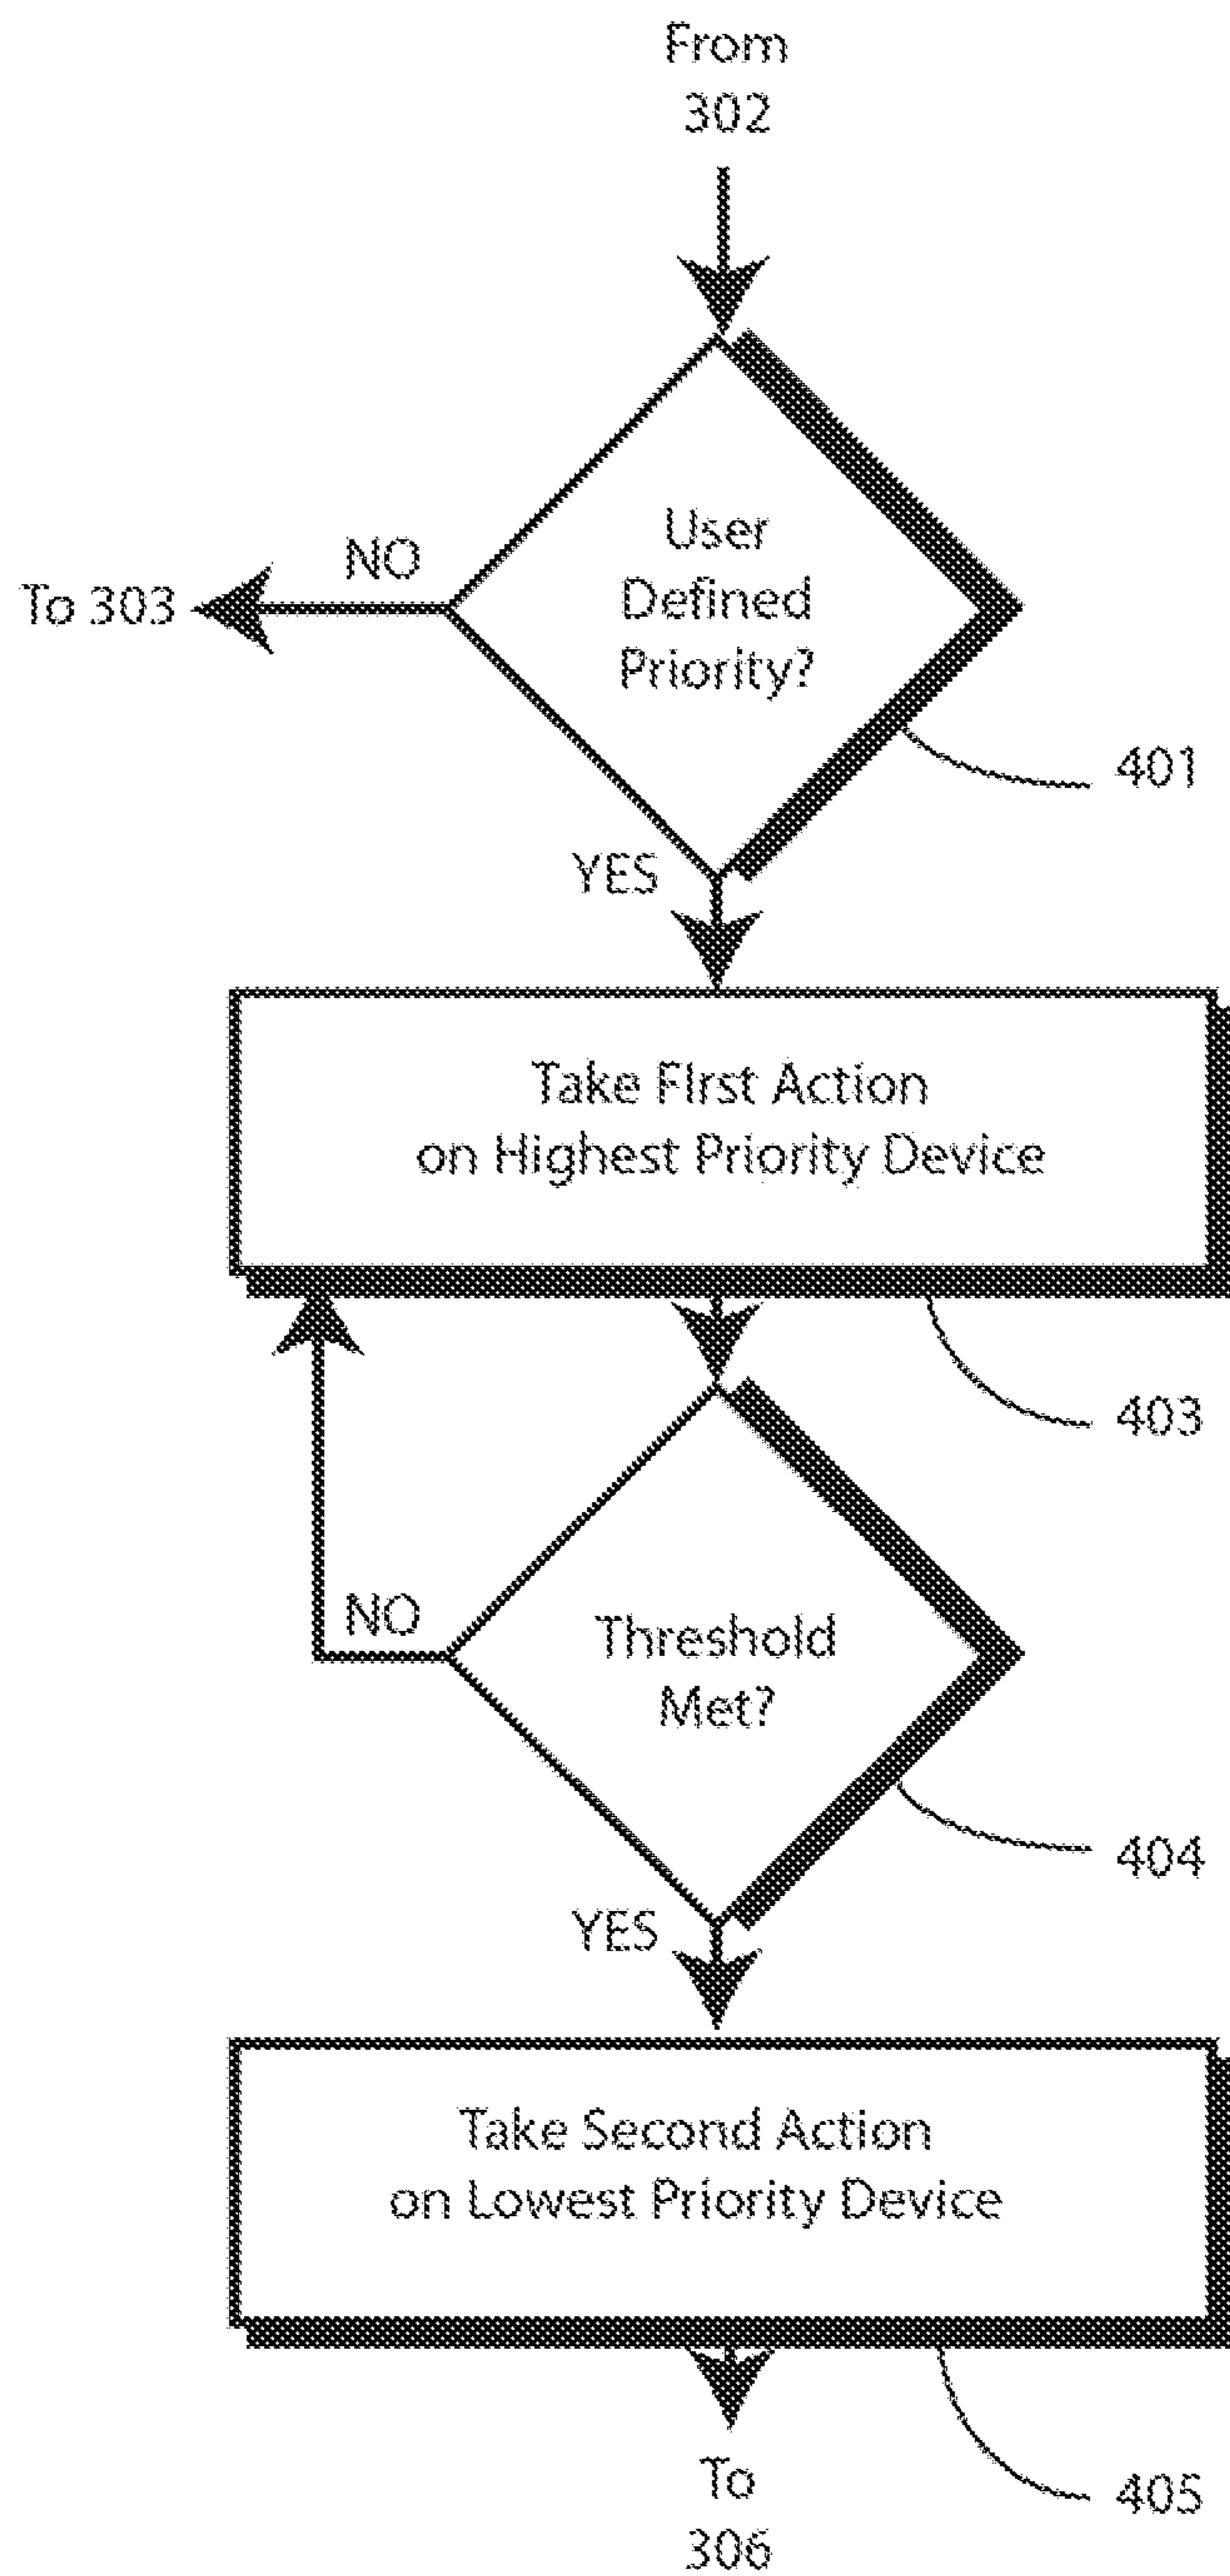 From
302
User
Defined
Priority?
NO
To 303
401
YES
Take FIrst Action
on Highest Priority Device
403
NO
Threshold
Met?
404
YES
Take Second Action
on Lowest Priority Device
405
To
306